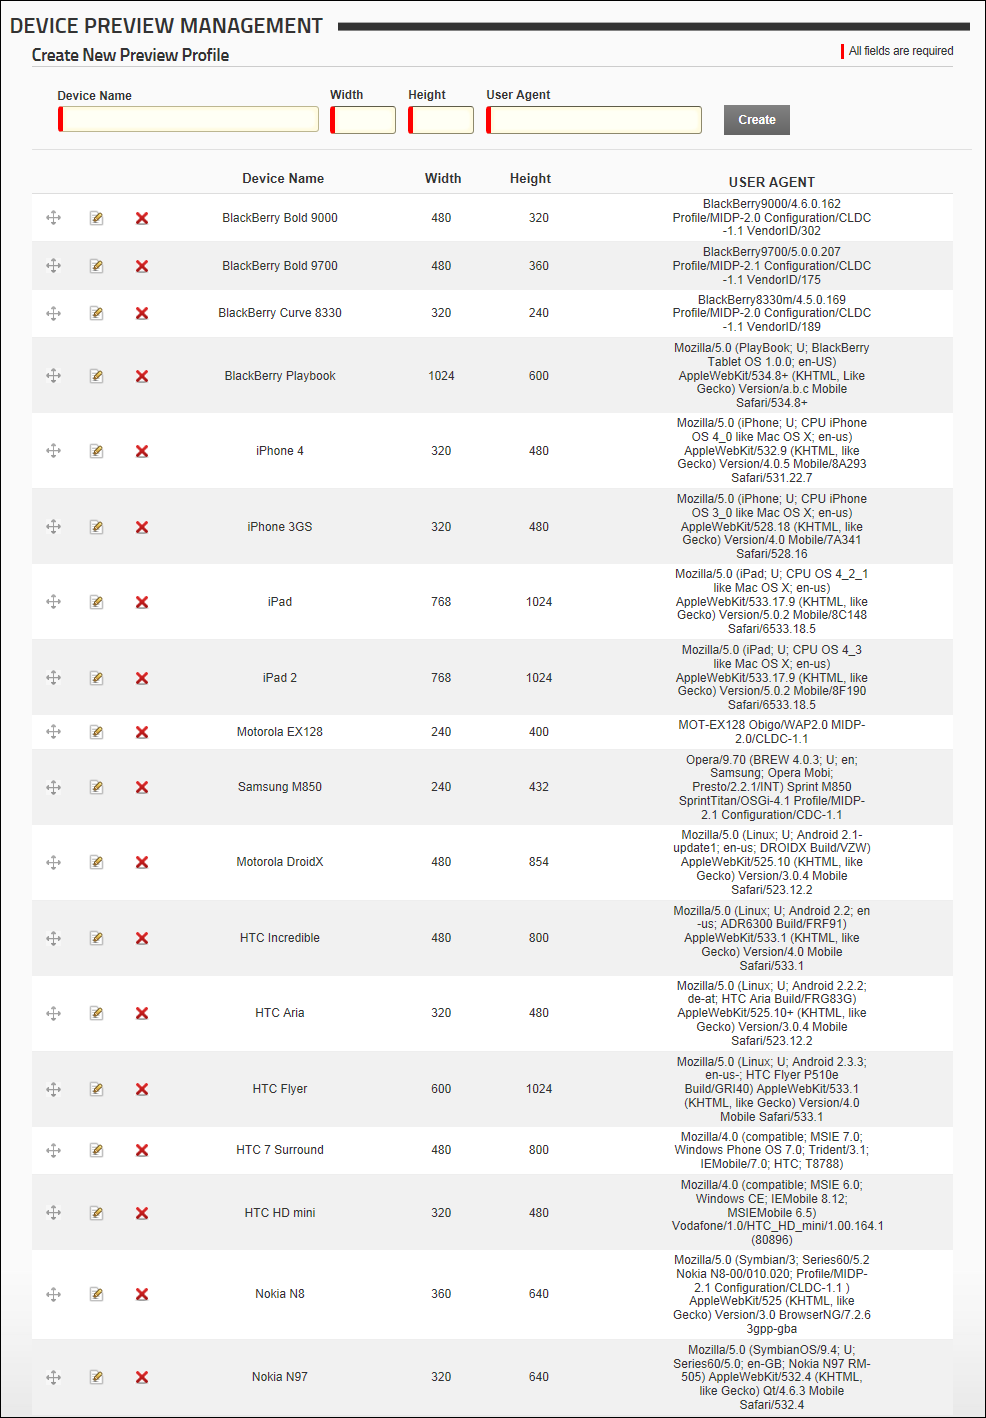 DEVICE PREVIEW MANAGEMENT
Create New Preview Profile
All fields are required
Device Name Width Height User Agent
Create
Device Name Width Height USER AGENT
BlackBerry Bold 9000 480 320
BlackBerry9000/4.6.0.162
Profile/MIDP-2.0 Configuration/CLDC
-1.1 VendorID/302
BlackBerry Bold 9700 480 360
BlackBerry9700/5.0.0.207
Profile/MIDP-2.1 Configuration/CLDC
-1.1 VendorID/175
BlackBerry Curve 8330 320 240
BlackBerry8330m/4.5.0.169
Profile/MIDP-2.0 Configuration/CLDC
-1.1 VendorID/189
BlackBerry Playbook 1024 600
Mozilla/5.0 (PlayBook; U; BlackBerry
Tablet OS 1.0.0; en-US)
AppleWebKit/534.8+ (KHTML, Like
Gecko) Version/a.b.c Mobile
Safari/534.8+
iPhone 4 320 480
Mozilla/5.0 (iPhone; U; CPU iPhone
OS 4_0 like Mac OS X; en-us)
AppleWebKit/532.9 (KHTML, like
Gecko) Version/4.0.5 Mobile/8A293
Safari/531.22.7
iPhone 3GS 320 480
Mozilla/5.0 (iPhone; U; CPU iPhone
OS 3_0 like Mac OS X; en-us)
AppleWebKit/528.18 (KHTML, like
Gecko) Version/4.0 Mobile/7A341
Safari/528.16
iPad 768 1024
Mozilla/5.0 (iPad; U; CPU OS 4_2_1
like Mac OS X; en-us)
AppleWebKit/533.17.9 (KHTML, like
Gecko) Version/5.0.2 Mobile/8C148
Safari/6533.18.5
iPad 2 768 1024
Mozilla/5.0 (iPad; U; CPU OS 4_3
like Mac OS X; en-us)
AppleWebKit/533.17.9 (KHTML, like
Gecko) Version/5.0.2 Mobile/8F190
Safari/6533.18.5
Motorola EX128 240 400
MOT-EX128 Obigo/WAP2.0 MIDP-
2.0/CLDC-1.1
Samsung M850 240 432
Opera/9.70 (BREW 4.0.3; U; en;
Samsung; Opera Mobi;
Presto/2.2.1/INT) Sprint M850
SprintTitan/OSGi-4.1 Profile/MIDP-
2.1 Configuration/CDC-1.1
Motorola DroidX 480 854
Mozilla/5.0 (Linux; U; Android 2.1-
update1; en-us; DROIDX Build/VZW)
AppleWebKit/525.10 (KHTML, like
Gecko) Version/3.0.4 Mobile
Safari/523.12.2
HTC Incredible 480 800
Mozilla/5.0 (Linux; U; Android 2.2; en
-us; ADR6300 Build/FRF91)
AppleWebKit/533.1 (KHTML, like
Gecko) Version/4.0 Mobile
Safari/533.1
HTC Aria 320 480
Mozilla/5.0 (Linux; U; Android 2.2.2;
de-at; HTC Aria Build/FRG83G)
AppleWebKit/525.10+ (KHTML, like
Gecko) Version/3.0.4 Mobile
Safari/523.12.2
HTC Flyer 600 1024
Mozilla/5.0 (Linux; U; Android 2.3.3;
en-us-; HTC Flyer P510e
Build/GRI40) AppleWebKit/533.1
(KHTML, like Gecko) Version/4.0
Mobile Safari/533.1
HTC 7 Surround 480 800
Mozilla/4.0 (compatible; MSIE 7.0;
Windows Phone OS 7.0; Trident/3.1;
IEMobile/7.0; HTC; T8788)
HTC HD mini 320 480
Mozilla/4.0 (compatible; MSIE 6.0;
Windows CE; IEMobile 8.12;
MSIEMobile 6.5)
Vodafone/1.0/HTC_HD_mini/1.00.164.1
(80896)
Nokia N8 360 640
Mozilla/5.0 (Symbian/3; Series60/5.2
Nokia N8-00/010.020; Profile/MIDP-
2.1 Configuration/CLDC-1.1 )
AppleWebKit/525 (KHTML, like
Gecko) Version/3.0 BrowserNG/7.2.6
3gpp-gba
Nokia N97 320 640
Mozilla/5.0 (SymbianOS/9.4; U;
Series60/5.0; en-GB; Nokia N97 RM-
505) AppleWebKit/532.4 (KHTML,
like Gecko) Qt/4.6.3 Mobile
Safari/532.4